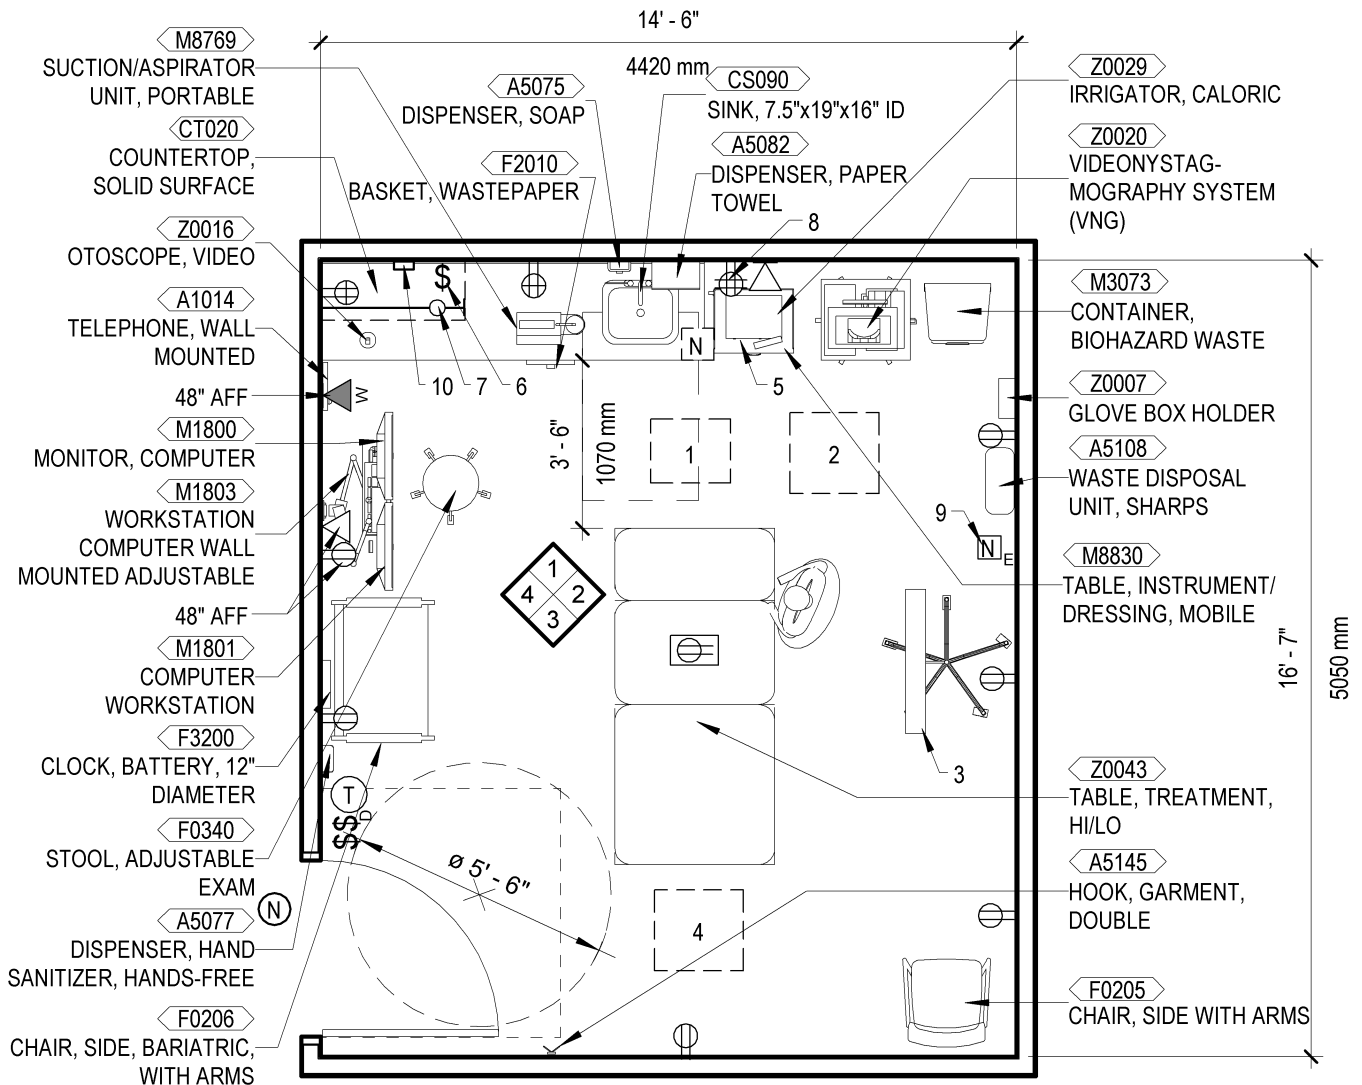 14' - 6"
4420 mm
M8769
SUCTION/ASPIRATOR
UNIT, PORTABLE
CT020
COUNTERTOP,
SOLID SURFACE
Z0016
OTOSCOPE, VIDEO
A1014
TELEPHONE, WALL
MOUNTED
48" AFF
M1800
MONITOR, COMPUTER
M1803
WORKSTATION
COMPUTER WALL
MOUNTED ADJUSTABLE
48" AFF
M1801
COMPUTER
WORKSTATION
F3200
CLOCK, BATTERY, 12"
DIAMETER
F0340
STOOL, ADJUSTABLE
EXAM
N
A5077
DISPENSER, HAND
SANITIZER, HANDS-FREE
F0206
CHAIR, SIDE, BARIATRIC,
WITH ARMS
A5075
DISPENSER, SOAP
F2010
BASKET, WASTEPAPER
CS090
SINK, 7.5"x19"x16" ID
A5082
DISPENSER, PAPER
TOWEL
8
$
10
7
6
N
5
W
3' - 6"
1070 mm
1
2
1
4
2
3
9
N
E
3
T
$$
D
ø 5' - 6"
4
Z0029
IRRIGATOR, CALORIC
Z0020
VIDEONYSTAG-
MOGRAPHY SYSTEM
(VNG)
M3073
CONTAINER,
BIOHAZARD WASTE
Z0007
GLOVE BOX HOLDER
A5108
WASTE DISPOSAL
UNIT, SHARPS
M8830
TABLE, INSTRUMENT/
DRESSING, MOBILE
16' - 7"
5050 mm
Z0043
TABLE, TREATMENT,
HI/LO
A5145
HOOK, GARMENT,
DOUBLE
F0205
CHAIR, SIDE WITH ARMS